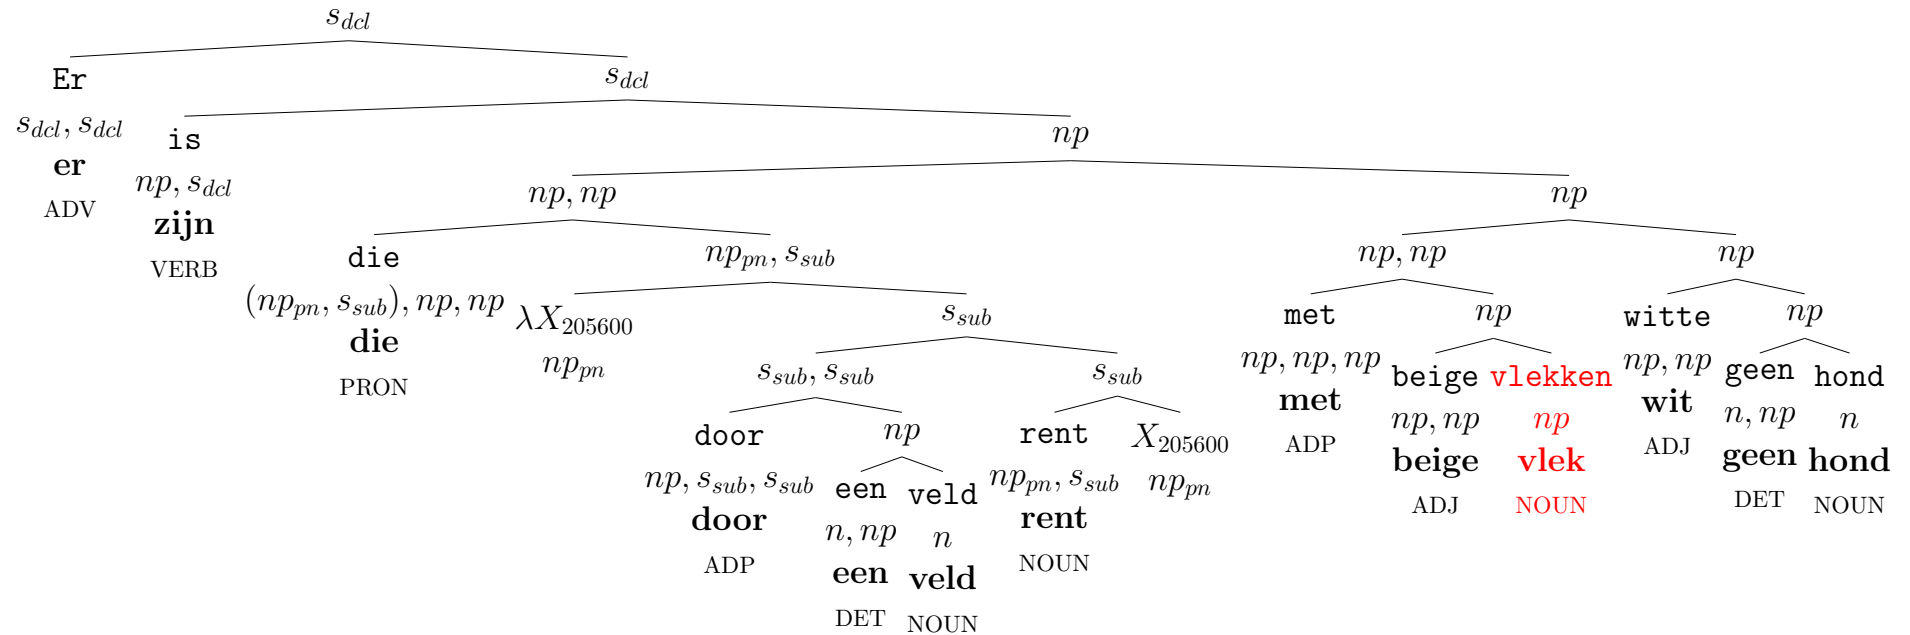 s_dcl
Er s_dcl
s_dcl, s_dcl is np
er np, s_dcl np, np np
ADV zijn die np_pn, s_sub np, np np
VERB (np_pn, s_sub), np, np λX_205600 s_sub met np witte np
die np_pn s_sub, s_sub s_sub np, np, np beige vlekken np, np geen hond
PRON door np rent X_205600 met np, np np wit n, np n
np, s_sub, s_sub een veld np_pn, s_sub np_pn ADP beige vlek ADJ geen hond
door n, np n rent ADJ NOUN DET NOUN
ADP een veld NOUN
DET NOUN